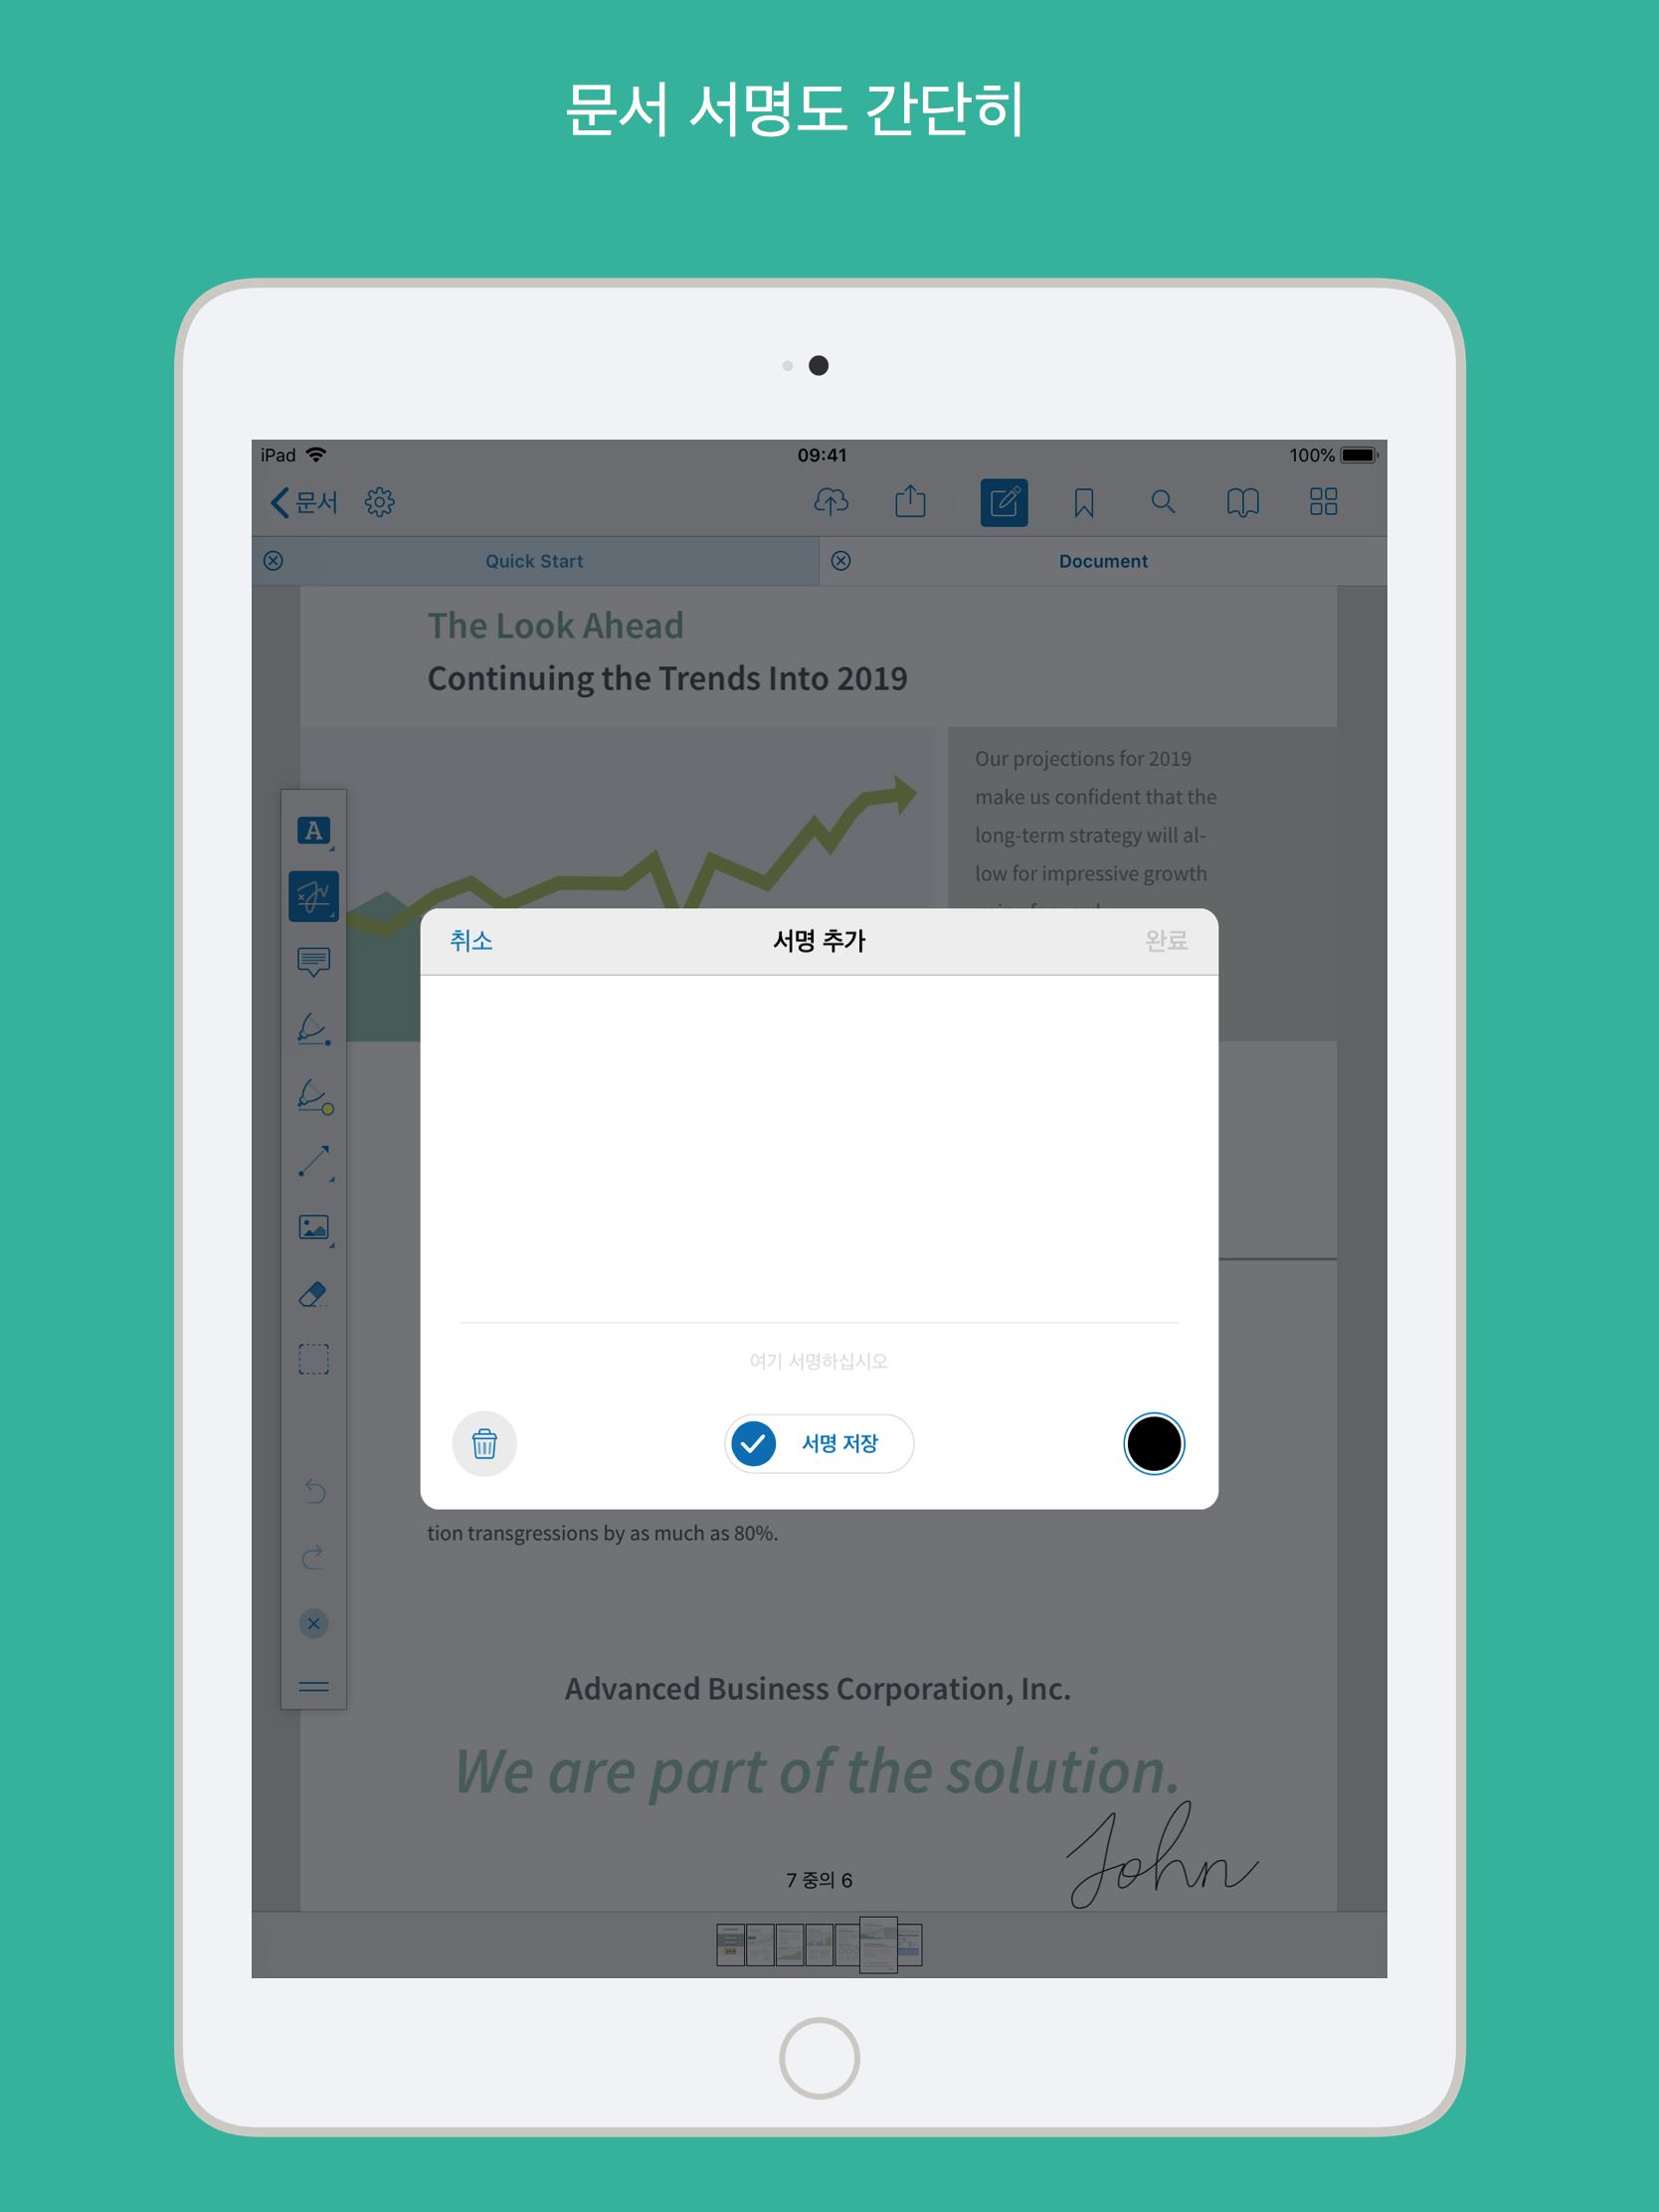 문서 서명도 간단히
iPad 09:41 100%
문서
Quick Start Document
The Look Ahead
Continuing the Trends Into 2019
Our projections for 2019
make us confident that the
long-term strategy will al-
low for impressive growth
A
취소 서명 추가 완료
여기 서명하십시오
서명 저장
tion transgressions by as much as 80%.
Advanced Business Corporation, Inc.
We are part of the solution.
John
7 중의 6